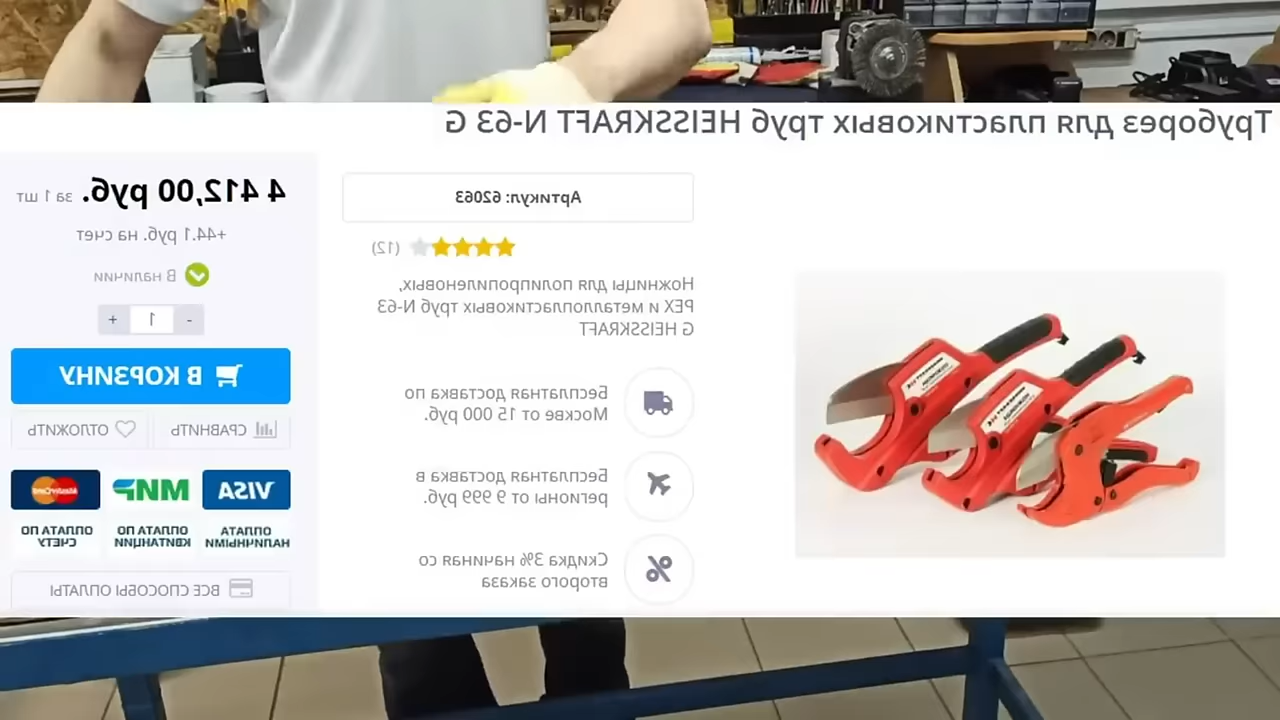 Труборез для пластиковых труб HEISSKRAFT N-63 G
Артикул: 62063
(12)
Ножницы для полипропиленовых,
PEX и металлопластиковых труб N-63
G HEISSKRAFT
Бесплатная доставка по
Москве от 15 000 руб.
Бесплатная доставка в
регионы от 9 999 руб.
%
Скидка 3% начиная со
второго заказа
4 412,00 руб. за 1 шт
+44.1 руб. на счет
В наличии
- 1 +
В КОРЗИНУ
СРАВНИТЬ
ОТЛОЖИТЬ
VISA
МИР
MasterCard
ОПЛАТА
НАЛИЧНЫМИ
ОПЛАТА ПО
КВИТАНЦИИ
ОПЛАТА ПО
СЧЕТУ
ВСЕ СПОСОБЫ ОПЛАТЫ